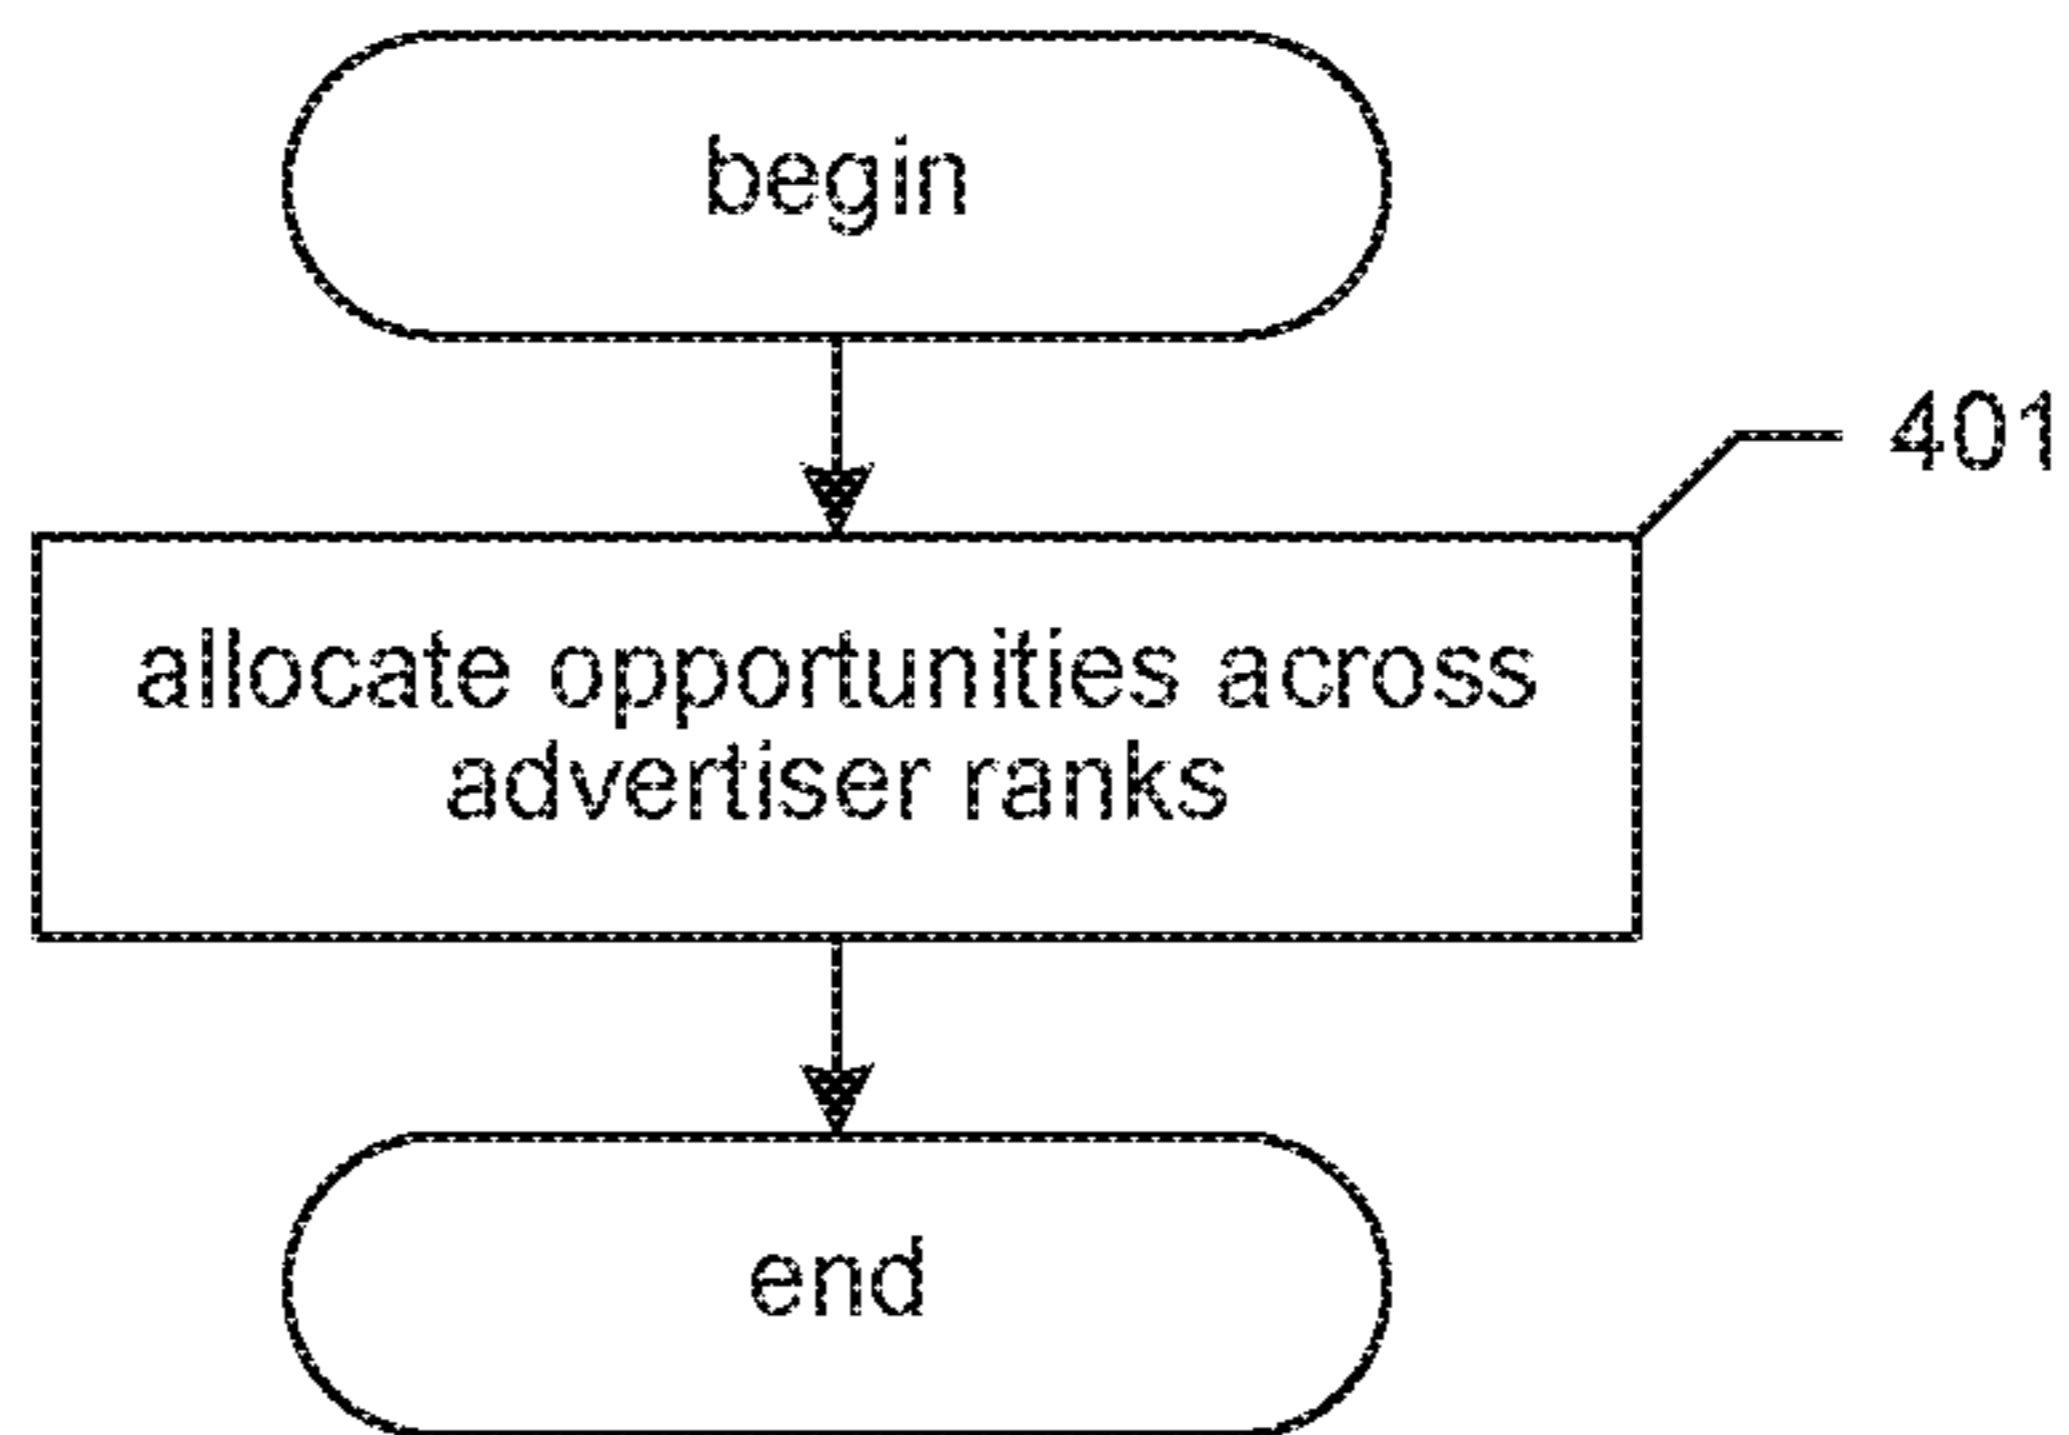 begin
401
allocate opportunities across
advertiser ranks
end